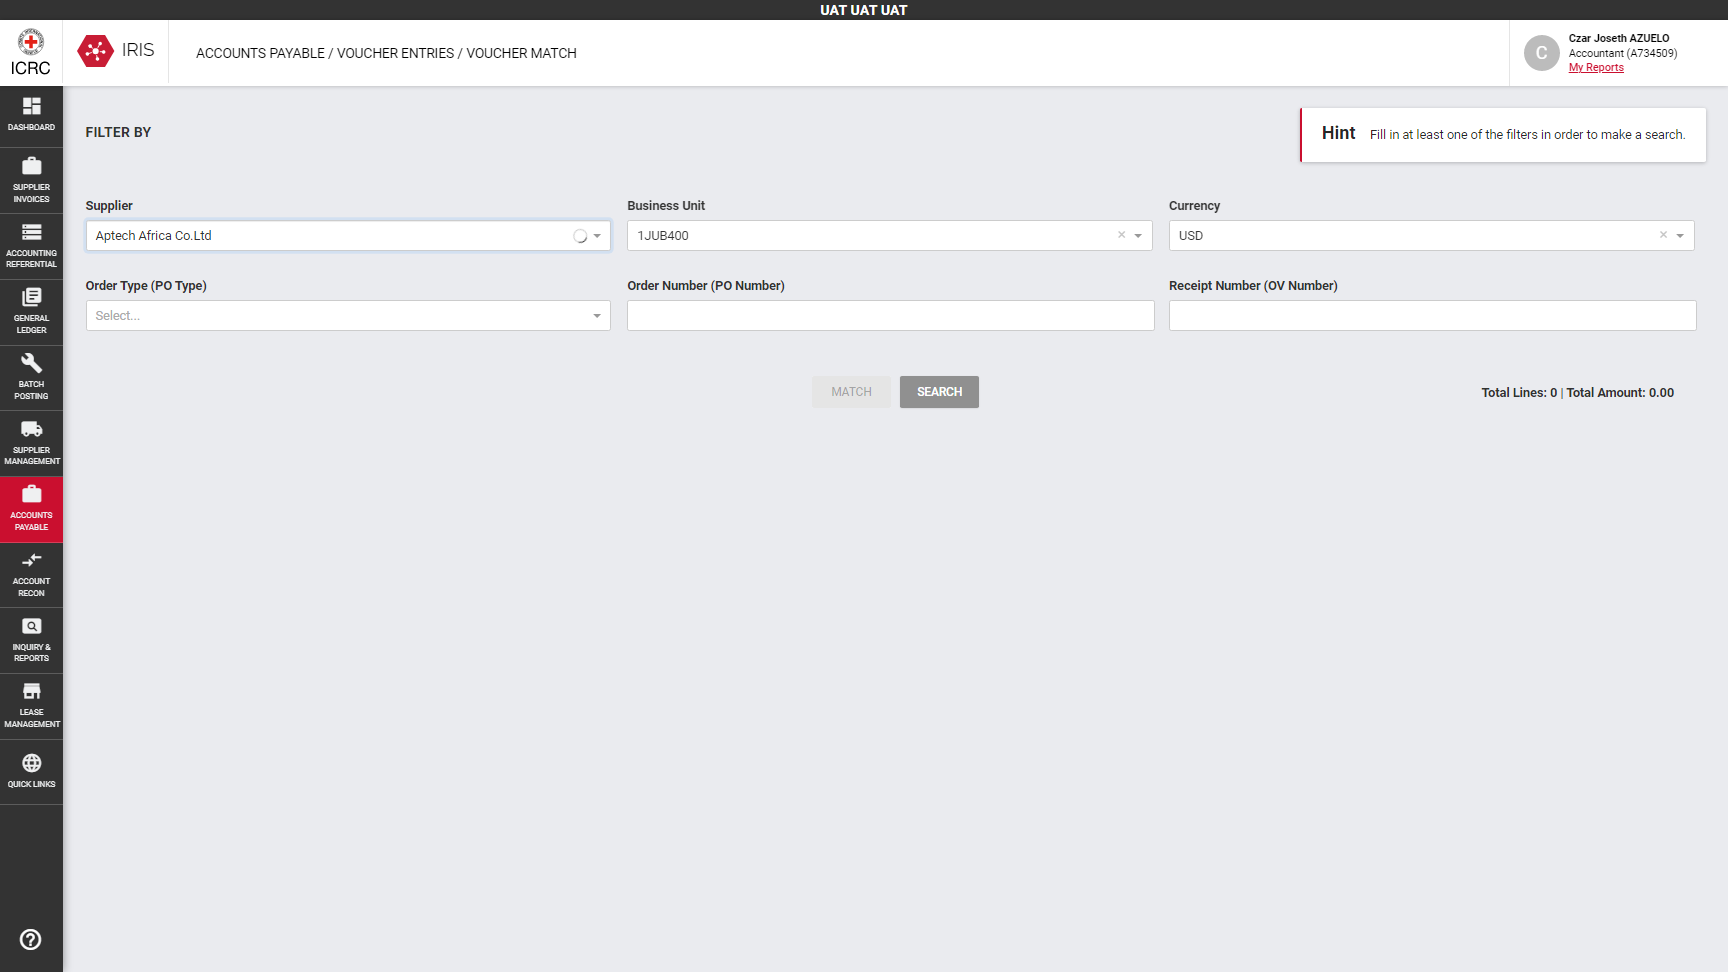 UAT UAT UAT
ICRC
IRIS
ACCOUNTS PAYABLE / VOUCHER ENTRIES / VOUCHER MATCH
C
Czar Joseth AZUELO
Accountant (A734509)
My Reports
DASHBOARD
SUPPLIER
INVOICES
ACCOUNTING
REFERENTIAL
GENERAL
LEDGER
BATCH
POSTING
SUPPLIER
MANAGEMENT
ACCOUNTS
PAYABLE
ACCOUNT
RECON
INQUIRY &
REPORTS
LEASE
MANAGEMENT
QUICK LINKS
FILTER BY
Hint Fill in at least one of the filters in order to make a search.
Supplier
Aptech Africa Co.Ltd
Business Unit
1JUB400
Currency
USD
Order Type (PO Type)
Select...
Order Number (PO Number)
Receipt Number (OV Number)
MATCH
SEARCH
Total Lines: 0 | Total Amount: 0.00